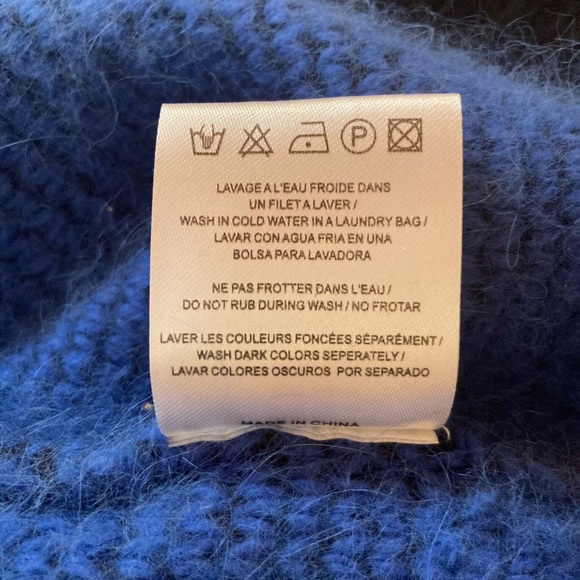 P
LAVAGE A L'EAU FROIDE DANS
UN FILET A LAVER /
WASH IN COLD WATER IN A LAUNDRY BAG /
LAVAR CON AGUA FRIA EN UNA
BOLSA PARA LAVADORA
NE PAS FROTTER DANS L'EAU /
DO NOT RUB DURING WASH / NO FROTAR
LAVER LES COULEURS FONCÉES SÉPARÉMENT /
WASH DARK COLORS SEPERATELY /
LAVAR COLORES OSCUROS POR SEPARADO
MADE IN CHINA